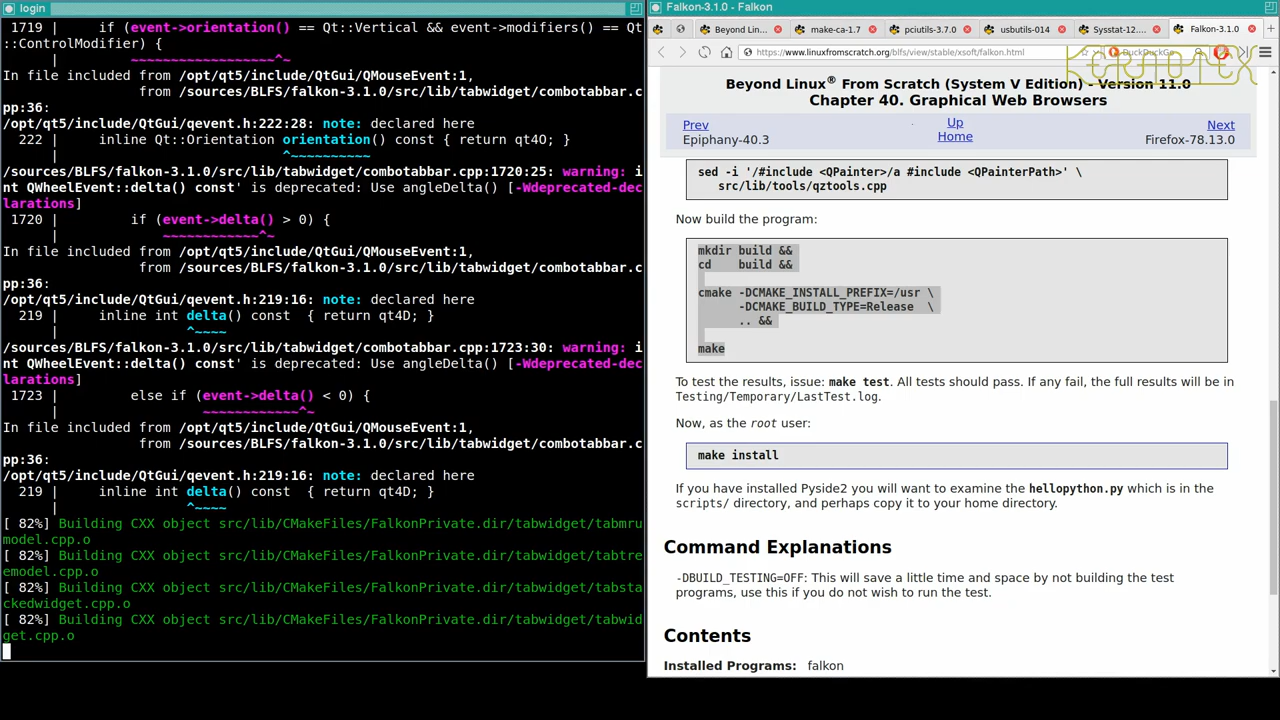 login
1719 |     if (event->orientation() == Qt::Vertical && event->modifiers() == Qt
::ControlModifier) {
         ~~~~~~~~~~~~~~~~~~^~
In file included from /opt/qt5/include/QtGui/QMouseEvent:1,
from /sources/BLFS/falkon-3.1.0/src/lib/tabwidget/combotabbar.c
pp:36:
/opt/qt5/include/QtGui/qevent.h:222:28: note: declared here
222 |     inline Qt::Orientation orientation() const { return qt4O; }
|                            ^~~~~~~~~~~
/sources/BLFS/falkon-3.1.0/src/lib/tabwidget/combotabbar.cpp:1720:25: warning: 'i
nt QWheelEvent::delta() const' is deprecated: Use angleDelta() [-Wdeprecated-dec
larations]
1720 |         if (event->delta() > 0) {
|             ~~~~~~~~~~~~^~
In file included from /opt/qt5/include/QtGui/QMouseEvent:1,
from /sources/BLFS/falkon-3.1.0/src/lib/tabwidget/combotabbar.c
pp:36:
/opt/qt5/include/QtGui/qevent.h:219:16: note: declared here
219 |     inline int delta() const  { return qt4D; }
|                ^~~~~
/sources/BLFS/falkon-3.1.0/src/lib/tabwidget/combotabbar.cpp:1723:30: warning: 'i
nt QWheelEvent::delta() const' is deprecated: Use angleDelta() [-Wdeprecated-dec
larations]
1723 |         else if (event->delta() < 0) {
|                  ~~~~~~~~~~~~^~
In file included from /opt/qt5/include/QtGui/QMouseEvent:1,
from /sources/BLFS/falkon-3.1.0/src/lib/tabwidget/combotabbar.c
pp:36:
/opt/qt5/include/QtGui/qevent.h:219:16: note: declared here
219 |     inline int delta() const  { return qt4D; }
|                ^~~~~
[ 82%] Building CXX object src/lib/CMakeFiles/FalkonPrivate.dir/tabwidget/tabmru
model.cpp.o
[ 82%] Building CXX object src/lib/CMakeFiles/FalkonPrivate.dir/tabwidget/tabtre
emodel.cpp.o
[ 82%] Building CXX object src/lib/CMakeFiles/FalkonPrivate.dir/tabwidget/tabsta
ckedwidget.cpp.o
[ 82%] Building CXX object src/lib/CMakeFiles/FalkonPrivate.dir/tabwidget/tabwid
get.cpp.o
Falkon-3.1.0 - Falkon
Beyond Lin... make-ca-1.7 pciutils-3.7.0 usbutils-014 Sysstat-12.... Falkon-3.1.0
https://www.linuxfromscratch.org/blfs/view/stable/xsoft/falkon.html DuckDuckGo
KERNOTEX
Beyond Linux® From Scratch (System V Edition) - Version 11.0
Chapter 40. Graphical Web Browsers
Prev Up Next
Epiphany-40.3 Home Firefox-78.13.0
sed -i '/#include <QPainter>/a #include <QPainterPath>' \
src/lib/tools/qztools.cpp
Now build the program:
mkdir build &&
cd    build &&
cmake -DCMAKE_INSTALL_PREFIX=/usr \
-DCMAKE_BUILD_TYPE=Release  \
.. &&
make
To test the results, issue: make test. All tests should pass. If any fail, the full results will be in
Testing/Temporary/LastTest.log.
Now, as the root user:
make install
If you have installed Pyside2 you will want to examine the hellopython.py which is in the
scripts/ directory, and perhaps copy it to your home directory.
Command Explanations
-DBUILD_TESTING=OFF: This will save a little time and space by not building the test
programs, use this if you do not wish to run the test.
Contents
Installed Programs: falkon